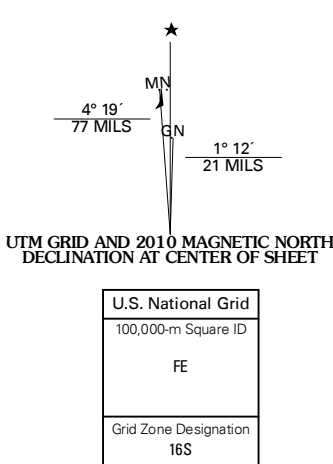 MN
4° 19´
77 MILS
GN
1° 12´
21 MILS
UTM GRID AND 2010 MAGNETIC NORTH
DECLINATION AT CENTER OF SHEET
U.S. National Grid
100,000-m Square ID
FE
Grid Zone Designation
16S